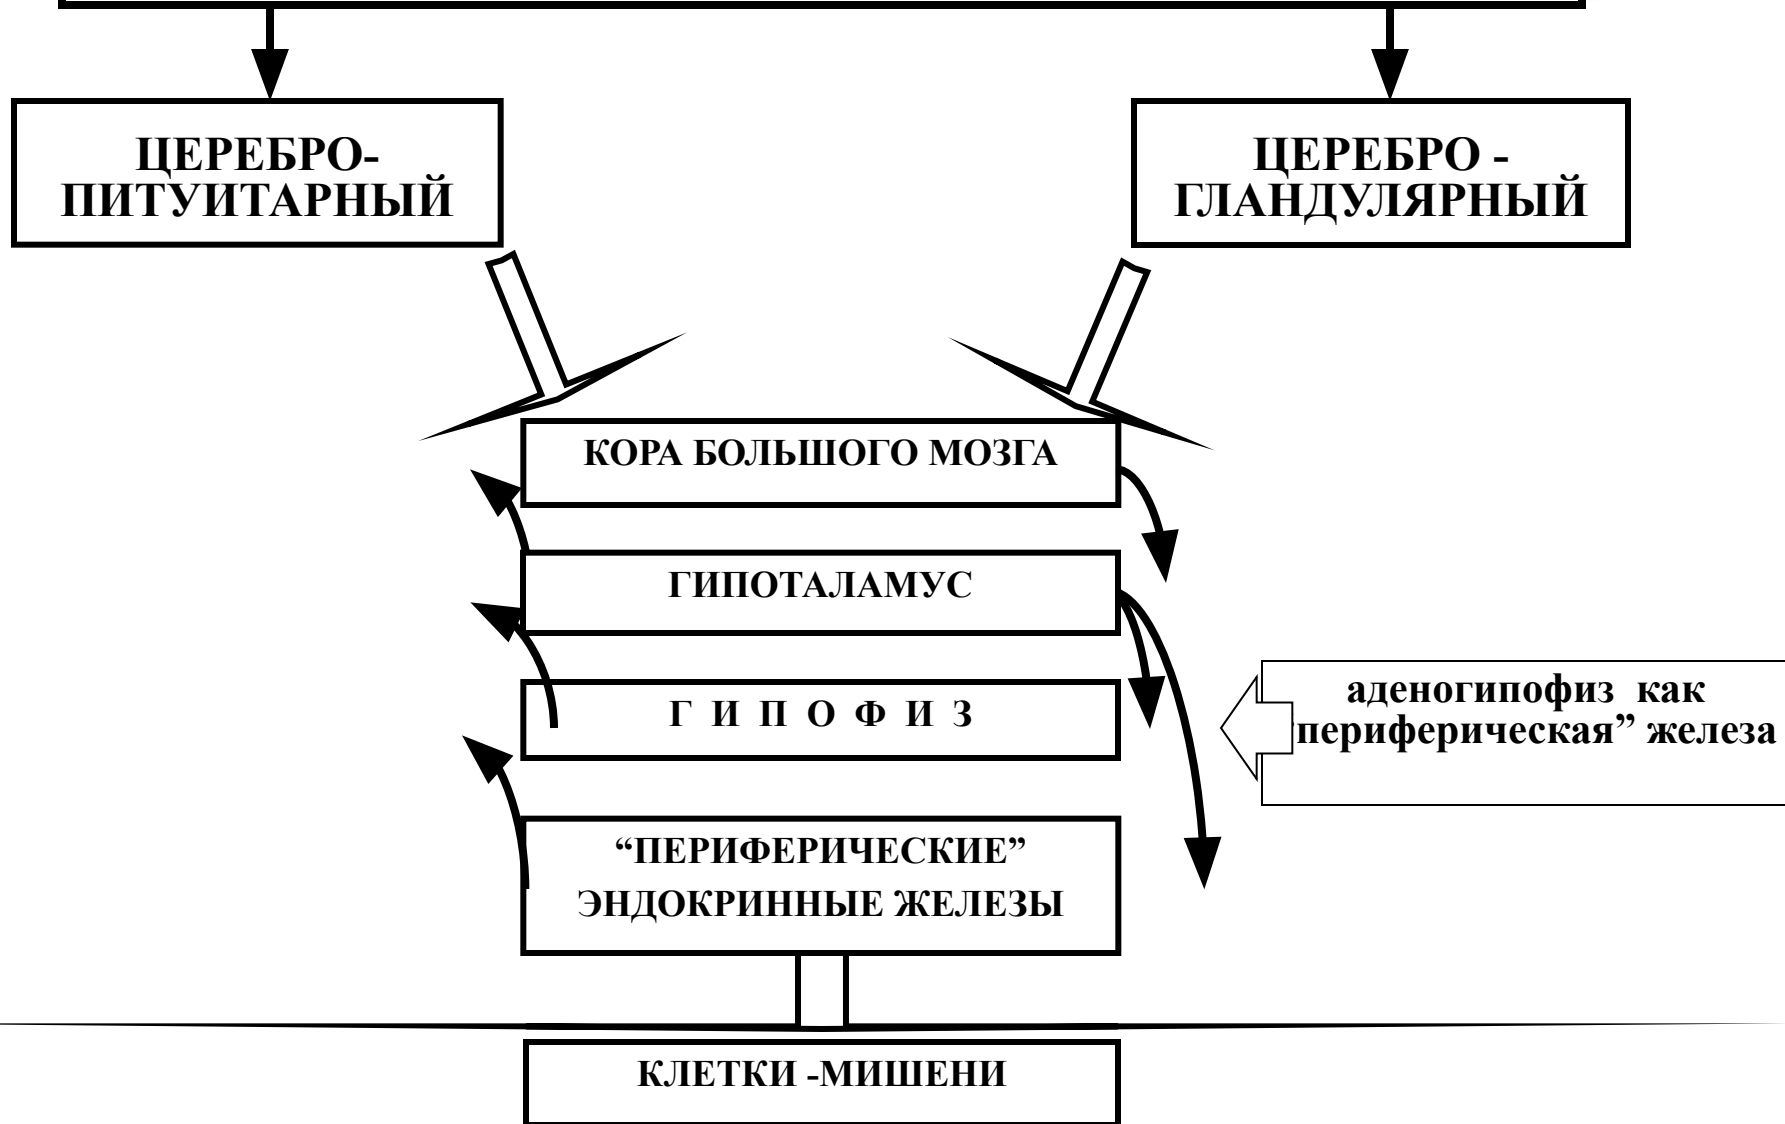 ЦЕРЕБРО-
ПИТУИТАРНЫЙ
ЦЕРЕБРО -
ГЛАНДУЛЯРНЫЙ
КОРА БОЛЬШОГО МОЗГА
ГИПОТАЛАМУС
Г И П О Ф И З
аденогипофиз как
периферическая” железа
“ПЕРИФЕРИЧЕСКИЕ”
ЭНДОКРИННЫЕ ЖЕЛЕЗЫ
КЛЕТКИ -МИШЕНИ